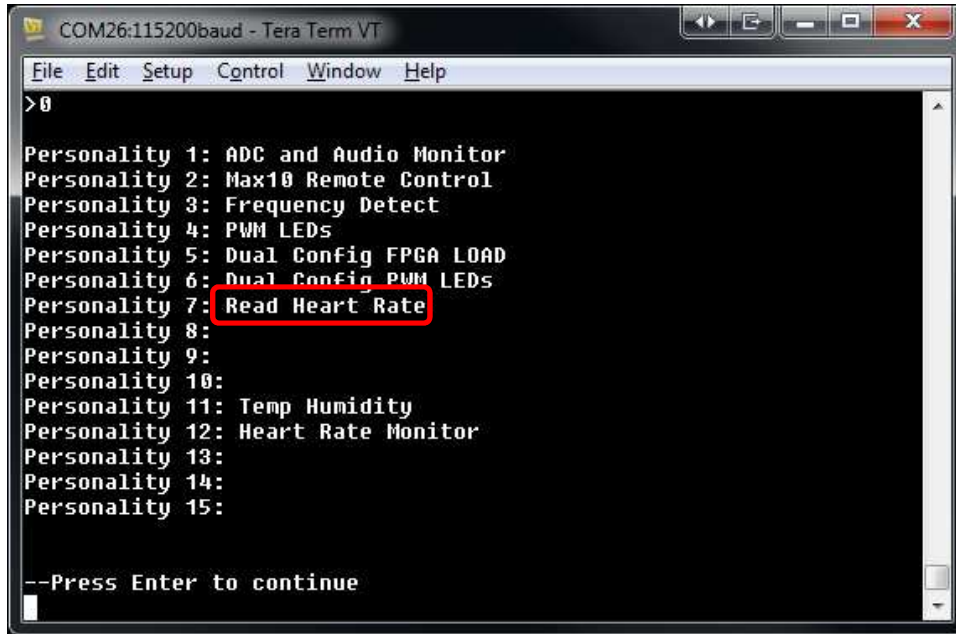 COM26:115200baud - Tera Term VT
File Edit Setup Control Window Help
>0
Personality 1: ADC and Audio Monitor
Personality 2: Max10 Remote Control
Personality 3: Frequency Detect
Personality 4: PWM LEDs
Personality 5: Dual Config FPGA LOAD
Personality 6: Dual Config PWM LEDs
Personality 7: Read Heart Rate
Personality 8:
Personality 9:
Personality 10:
Personality 11: Temp Humidity
Personality 12: Heart Rate Monitor
Personality 13:
Personality 14:
Personality 15:
--Press Enter to continue